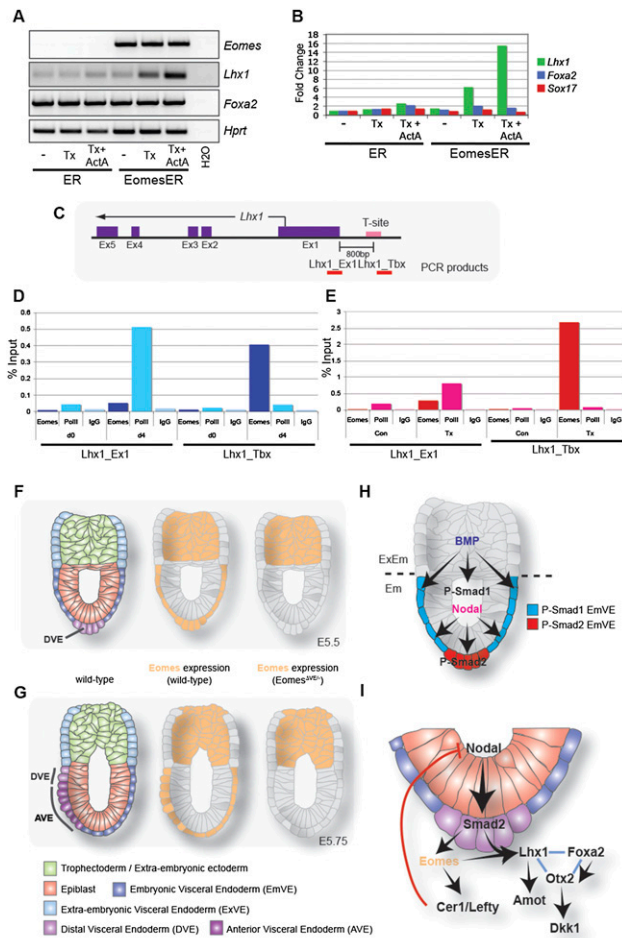 A
Eomes
Lhx1
Foxa2
Hprt
- Tx Tx+ ActA - Tx Tx+ ActA H2O
ER EomesER
B
Fold Change
18
16
14
12
10
8
6
4
2
0
Lhx1
Foxa2
Sox17
- Tx Tx + ActA - Tx Tx + ActA
ER EomesER
C
Lhx1
T-site
Ex5 Ex4 Ex3 Ex2 Ex1
800bp
Lhx1_Ex1 Lhx1_Tbx
PCR products
D
% Input
0.6
0.5
0.4
0.3
0.2
0.1
0
Eomes PolII IgG Eomes PolII IgG Eomes PolII IgG Eomes PolII IgG
d0 d4 d0 d4
Lhx1_Ex1 Lhx1_Tbx
E
% Input
3
2.5
2
1.5
1
0.5
0
Eomes PolII IgG Eomes PolII IgG Eomes PolII IgG Eomes PolII IgG
Con Tx Con Tx
Lhx1_Ex1 Lhx1_Tbx
F
DVE
E5.5
wild-type
Eomes expression
(wild-type)
Eomes expression
(EomesΔVE/-)
G
DVE
AVE
E5.75
Trophectoderm / Extra-embryonic ectoderm
Epiblast
Embryonic Visceral Endoderm (EmVE)
Extra-embryonic Visceral Endoderm (ExVE)
Distal Visceral Endoderm (DVE)
Anterior Visceral Endoderm (AVE)
H
BMP
ExEm
Em
P-Smad1
Nodal
P-Smad2
P-Smad1 EmVE
P-Smad2 EmVE
I
Nodal
Smad2
Eomes
Lhx1 Foxa2
Otx2
Cer1/Lefty
Amot
Dkk1